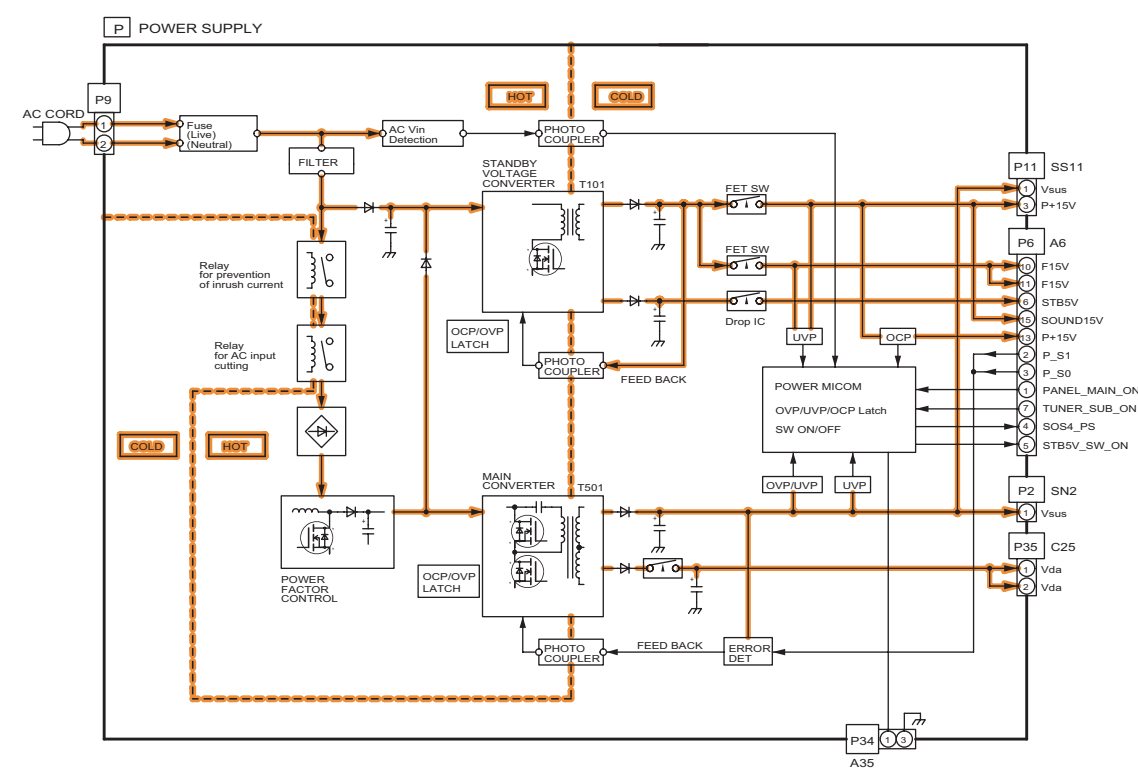 P POWER SUPPLY
P9
AC CORD
1
2
Fuse
(Live)
(Neutral)
FILTER
AC Vin
Detection
HOT
COLD
PHOTO
COUPLER
STANDBY
VOLTAGE
CONVERTER
T101
FET SW
FET SW
Drop IC
P11 SS11
1 Vsus
3 P+15V
P6 A6
10 F15V
11 F15V
6 STB5V
15 SOUND15V
13 P+15V
2 P_S1
3 P_S0
1 PANEL_MAIN_ON
7 TUNER_SUB_ON
4 SOS4_PS
5 STB5V_SW_ON
Relay
for prevention
of inrush current
Relay
for AC input
cutting
OCP/OVP
LATCH
PHOTO
COUPLER
FEED BACK
UVP
OCP
POWER MICOM
OVP/UVP/OCP Latch
SW ON/OFF
OVP/UVP
UVP
COLD
HOT
POWER
FACTOR
CONTROL
MAIN
CONVERTER
T501
OCP/OVP
LATCH
PHOTO
COUPLER
FEED BACK
ERROR
DET
P2 SN2
1 Vsus
P35 C25
1 Vda
2 Vda
P34 1 3
A35